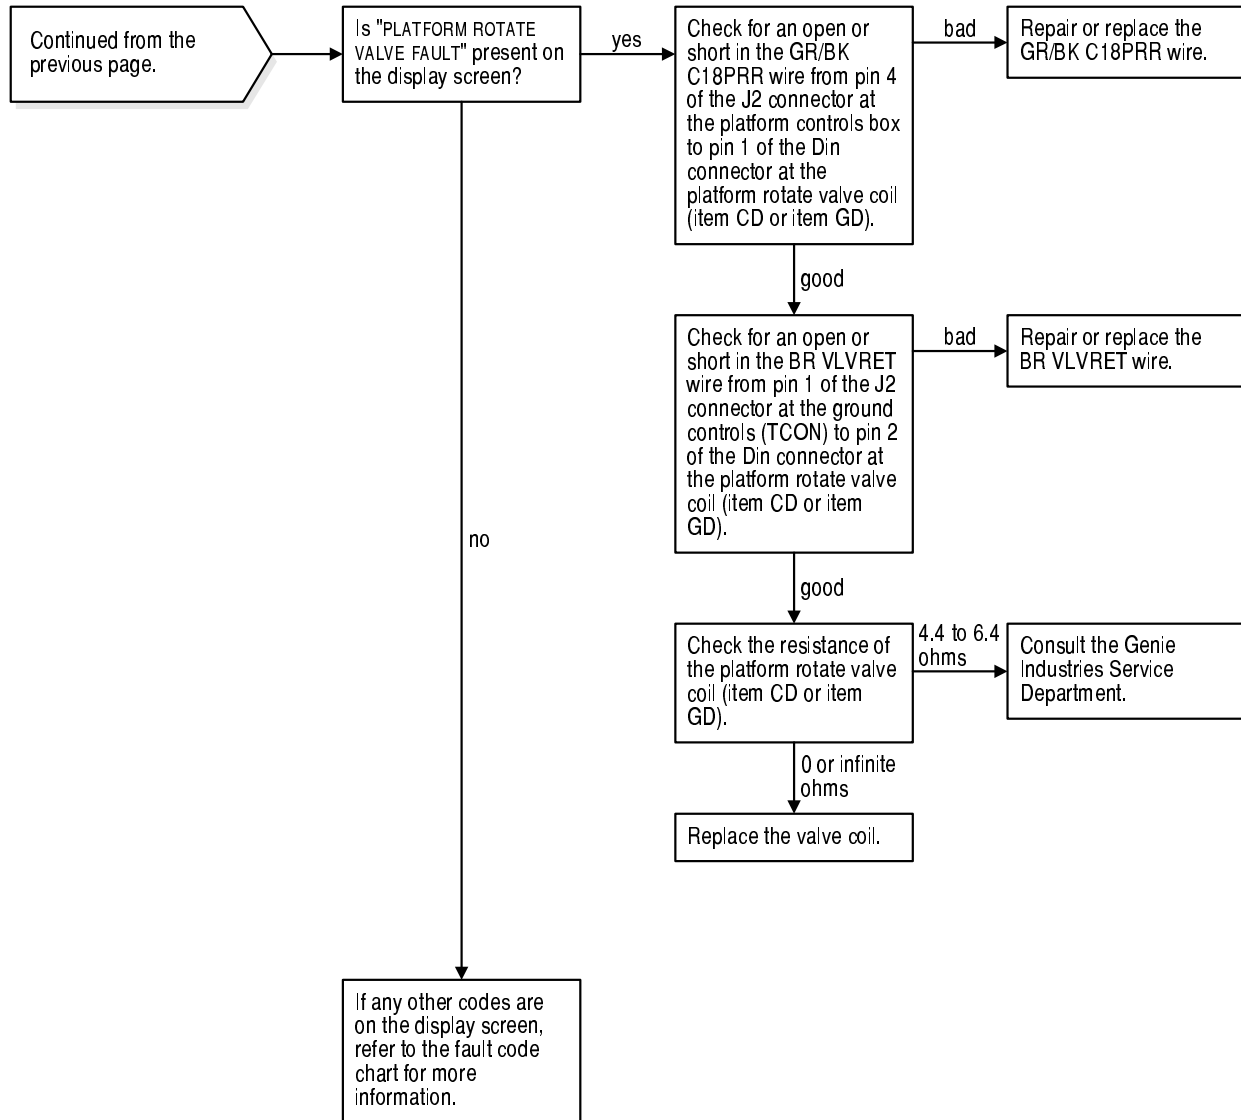 Continued from the
previous page.
Is "PLATFORM ROTATE
VALVE FAULT" present on
the display screen?
yes
Check for an open or
short in the GR/BK
C18PRR wire from pin 4
of the J2 connector at
the platform controls box
to pin 1 of the Din
connector at the
platform rotate valve coil
(item CD or item GD).
bad
Repair or replace the
GR/BK C18PRR wire.
good
Check for an open or
short in the BR VLVRET
wire from pin 1 of the J2
connector at the ground
controls (TCON) to pin 2
of the Din connector at
the platform rotate valve
coil (item CD or item
GD).
bad
Repair or replace the
BR VLVRET wire.
good
Check the resistance of
the platform rotate valve
coil (item CD or item
GD).
4.4 to 6.4
ohms
Consult the Genie
Industries Service
Department.
0 or infinite
ohms
Replace the valve coil.
no
If any other codes are
on the display screen,
refer to the fault code
chart for more
information.